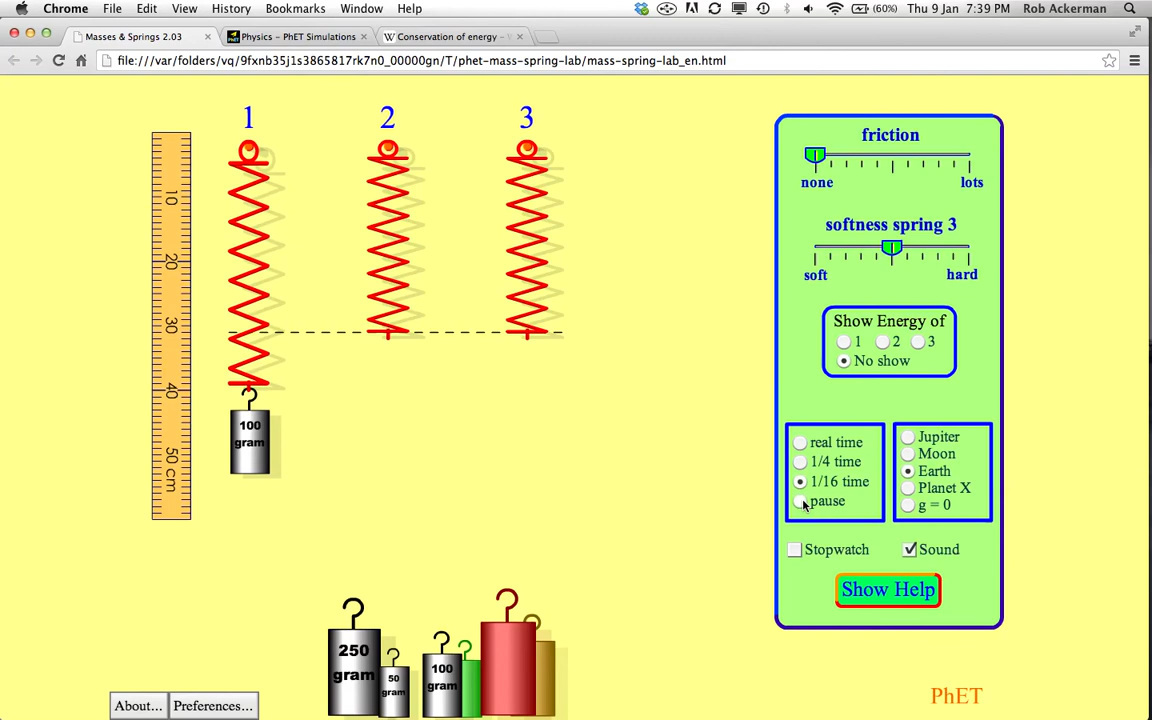 Chrome File Edit View History Bookmarks Window Help (60%) Thu 9 Jan 7:39 PM Rob Ackerman
Masses & Springs 2.03 Physics – PhET Simulations Conservation of energy –
file:///var/folders/vq/9fxnb35j1s3865817rk7n0_00000gn/T/phet-mass-spring-lab/mass-spring-lab_en.html
1 2 3
10
20
30
40
50 cm
100
gram
friction
none lots
softness spring 3
soft hard
Show Energy of
1 2 3
No show
real time
1/4 time
1/16 time
pause
Jupiter
Moon
Earth
Planet X
g = 0
Stopwatch Sound
Show Help
250
gram
50
gram
100
gram
About... Preferences...
PhET